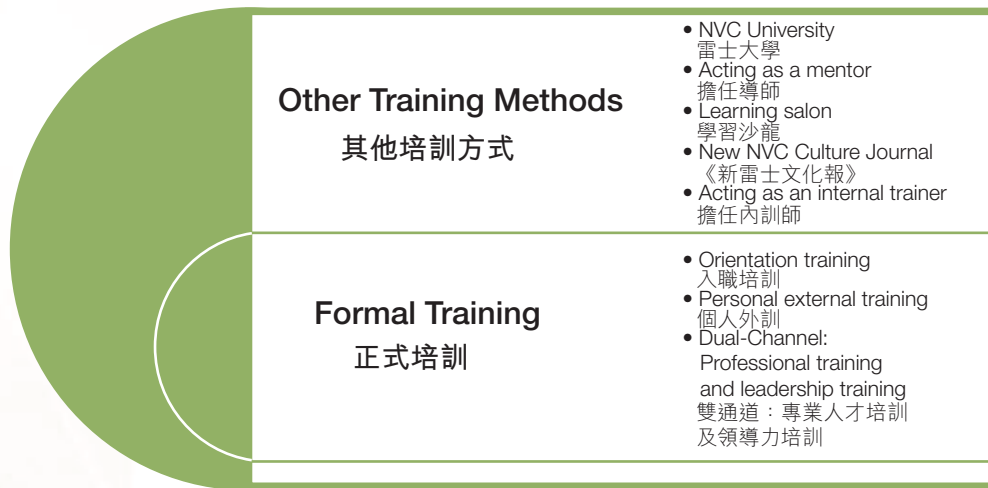 Other Training Methods
其他培訓方式
• NVC University
雷士大學
• Acting as a mentor
擔任導師
• Learning salon
學習沙龍
• New NVC Culture Journal
《新雷士文化報》
• Acting as an internal trainer
擔任內訓師
Formal Training
正式培訓
• Orientation training
入職培訓
• Personal external training
個人外訓
• Dual-Channel:
Professional training
and leadership training
雙通道：專業人才培訓
及領導力培訓